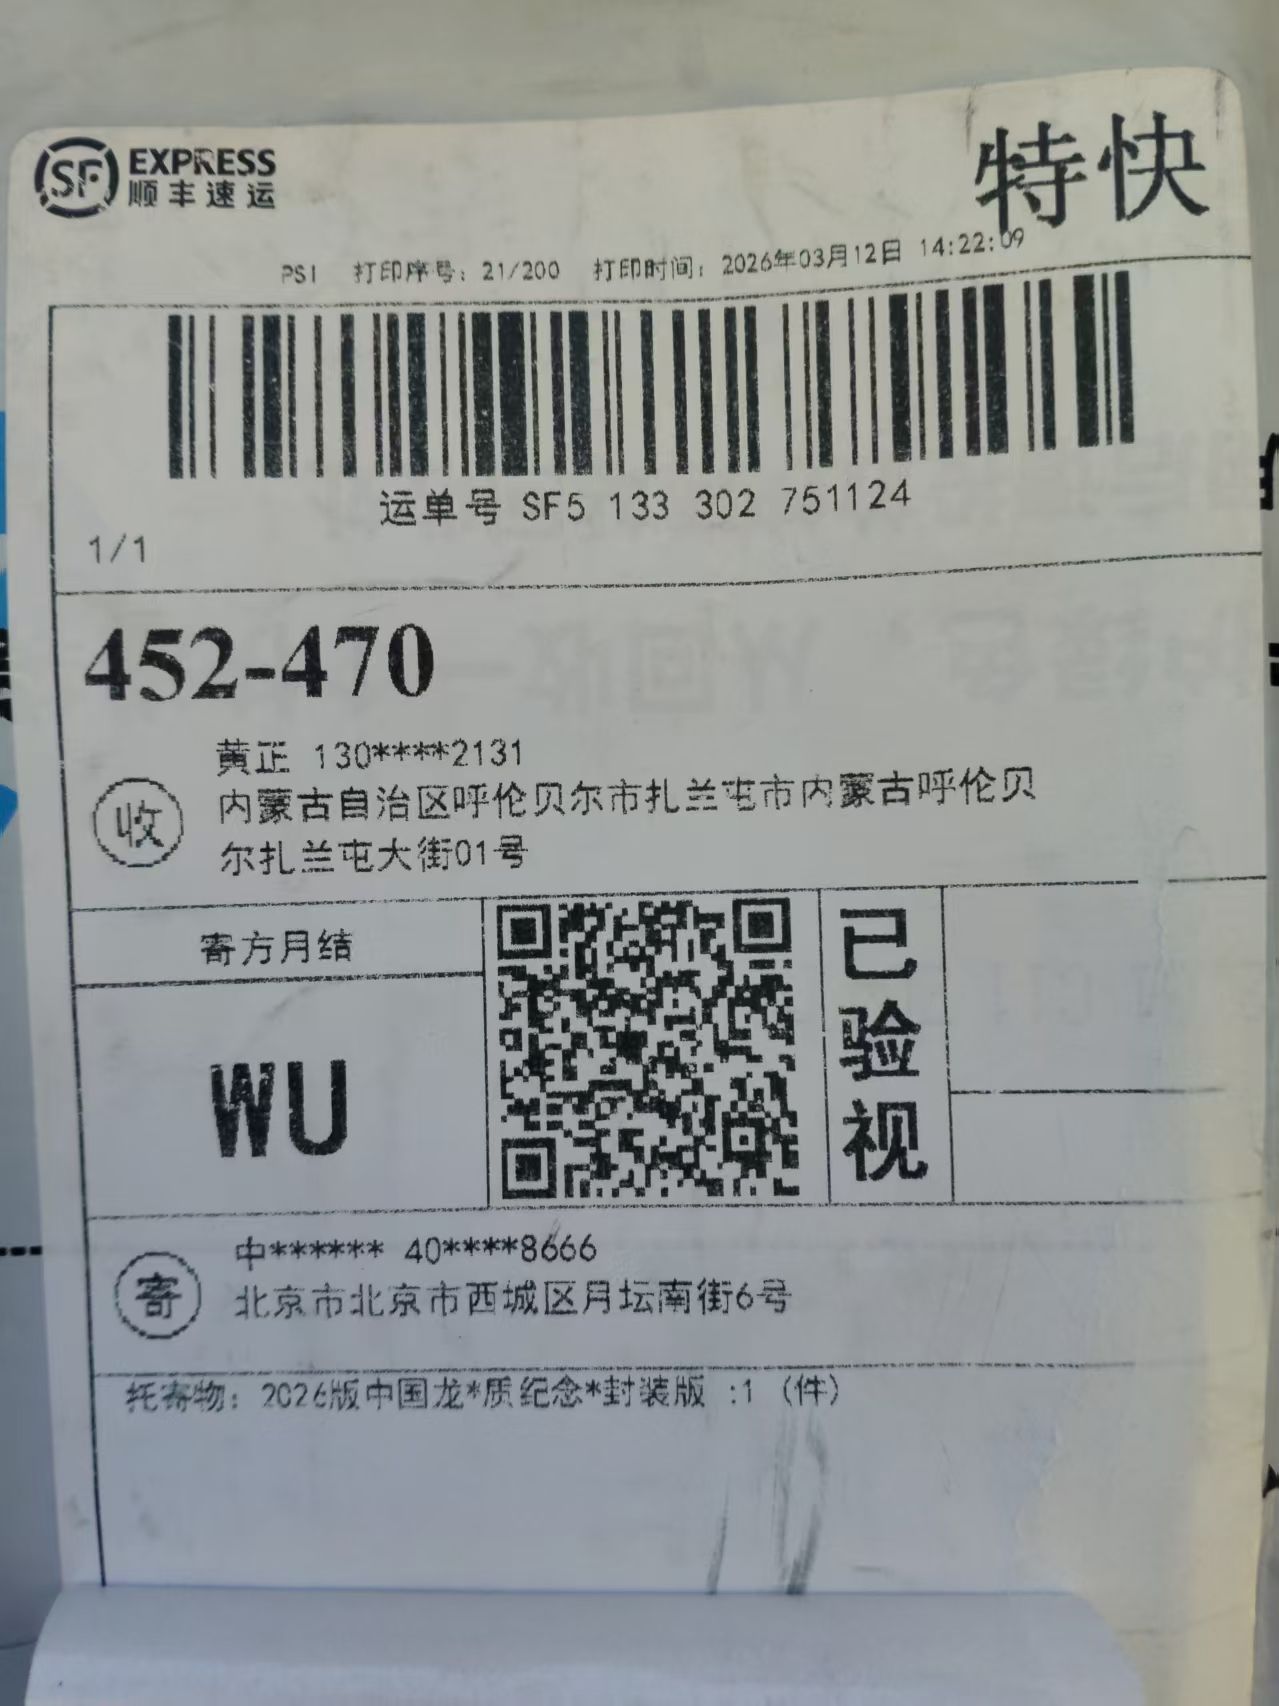 SF EXPRESS
顺丰速运
特快
PSI 打印序号: 21/200 打印时间: 2026年03月12日 14:22:09
运单号 SF5 133 302 751124
1/1
452-470
黄正 130****2131
收
内蒙古自治区呼伦贝尔市扎兰屯市内蒙古呼伦贝
尔扎兰屯大街01号
寄方月结
WU
已验视
中****** 40****8666
寄
北京市北京市西城区月坛南街6号
托寄物: 2026版中国龙*质纪念*封装版 :1 (件)